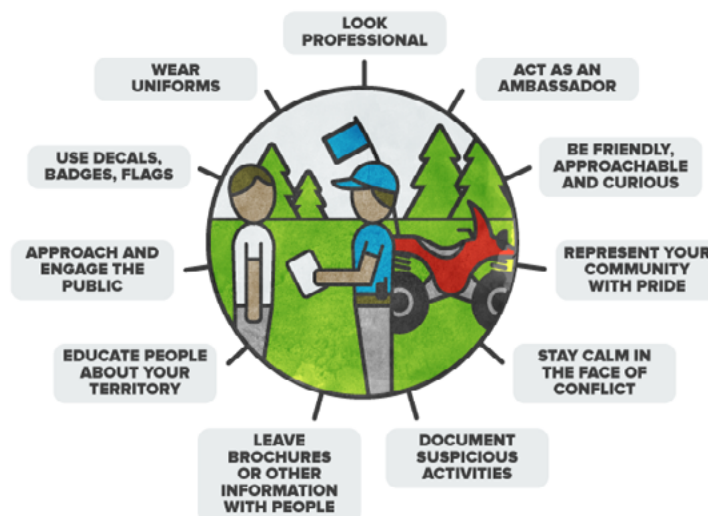 LOOK
PROFESSIONAL
ACT AS AN
AMBASSADOR
BE FRIENDLY,
APPROACHABLE
AND CURIOUS
REPRESENT YOUR
COMMUNITY
WITH PRIDE
STAY CALM IN
THE FACE OF
CONFLICT
DOCUMENT
SUSPICIOUS
ACTIVITIES
LEAVE
BROCHURES
OR OTHER
INFORMATION
WITH PEOPLE
EDUCATE PEOPLE
ABOUT YOUR
TERRITORY
APPROACH AND
ENGAGE THE
PUBLIC
USE DECALS,
BADGES, FLAGS
WEAR
UNIFORMS